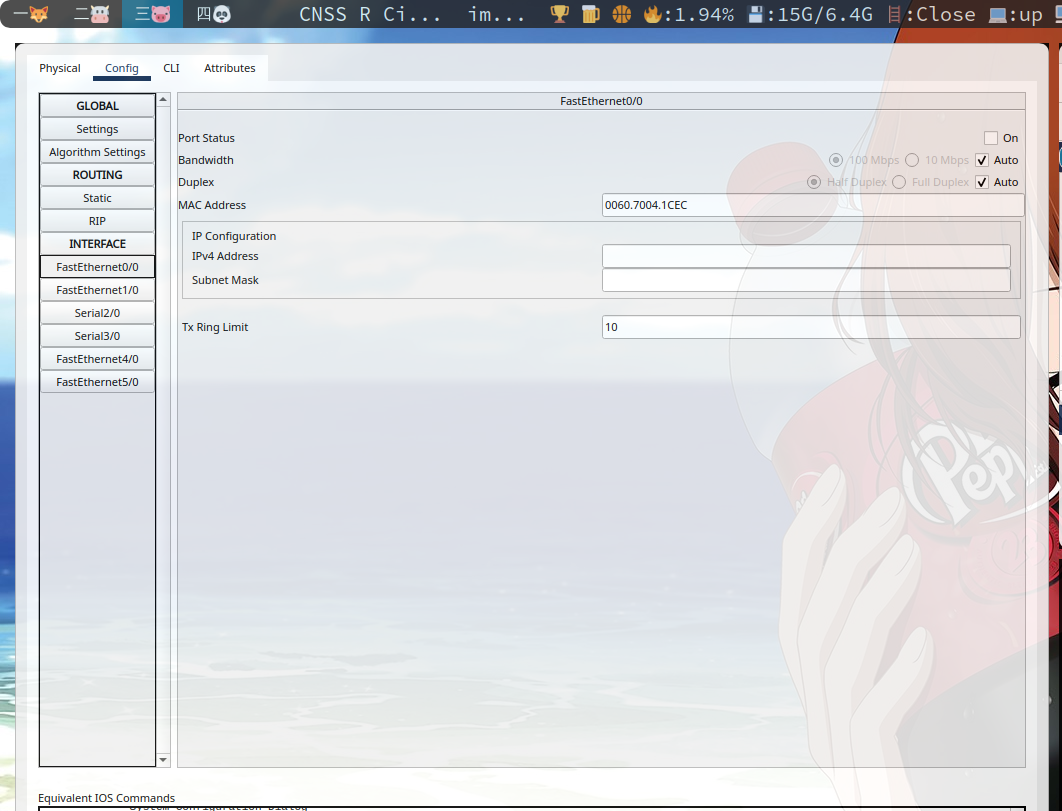 一 二 三 四 CNSS R Ci... im... :1.94% :15G/6.4G :Close :up
Physical Config CLI Attributes
GLOBAL
Settings
Algorithm Settings
ROUTING
Static
RIP
INTERFACE
FastEthernet0/0
FastEthernet1/0
Serial2/0
Serial3/0
FastEthernet4/0
FastEthernet5/0
FastEthernet0/0
Port Status On
Bandwidth 100 Mbps 10 Mbps Auto
Duplex Half Duplex Full Duplex Auto
MAC Address 0060.7004.1CEC
IP Configuration
IPv4 Address
Subnet Mask
Tx Ring Limit 10
Equivalent IOS Commands
System Configuration Dialog